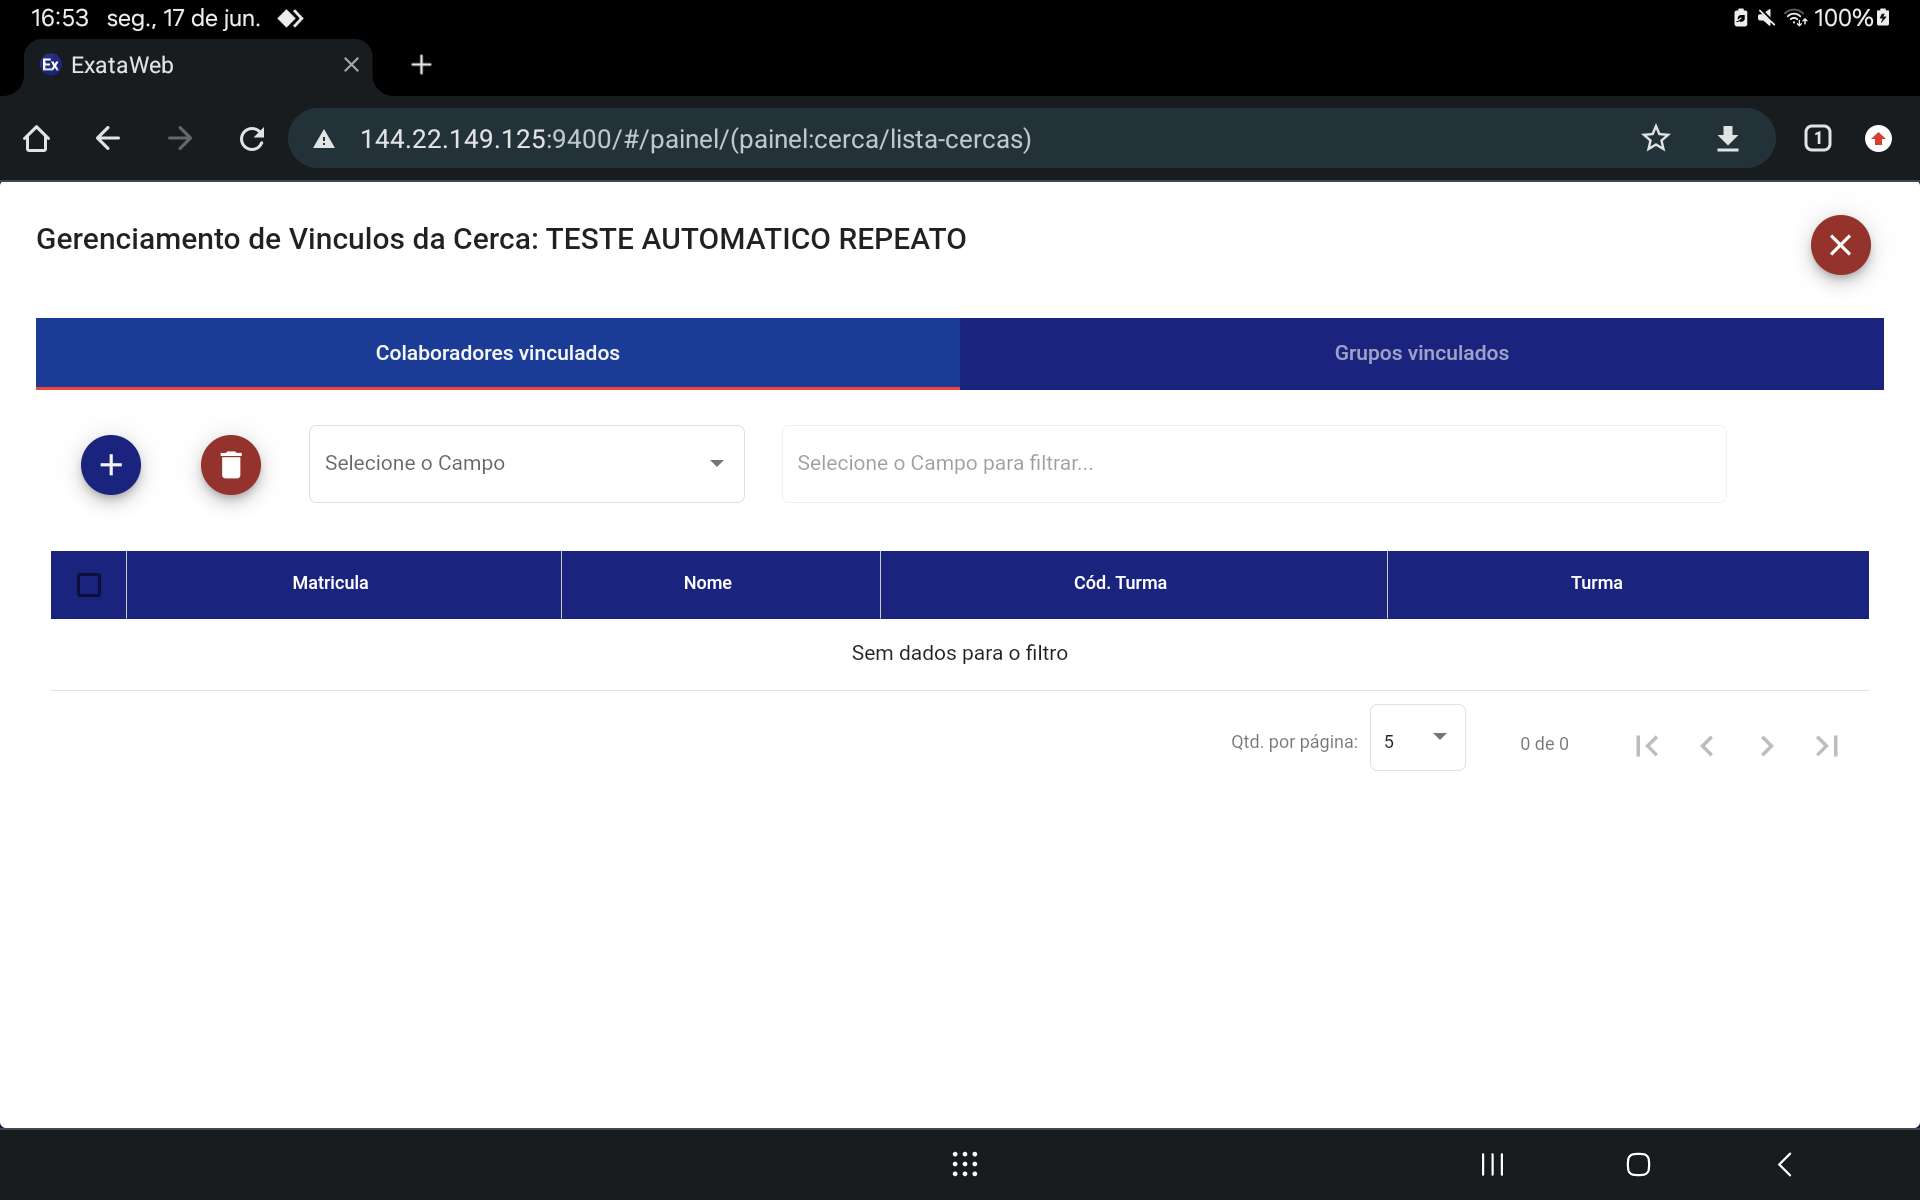 16:53 seg., 17 de jun. 100%
Ex ExataWeb
144.22.149.125:9400/#/painel/(painel:cerca/lista-cercas) 1
Gerenciamento de Vinculos da Cerca: TESTE AUTOMATICO REPEATO
Colaboradores vinculados Grupos vinculados
Selecione o Campo Selecione o Campo para filtrar...
Matricula Nome Cód. Turma Turma
Sem dados para o filtro
Qtd. por página: 5 0 de 0